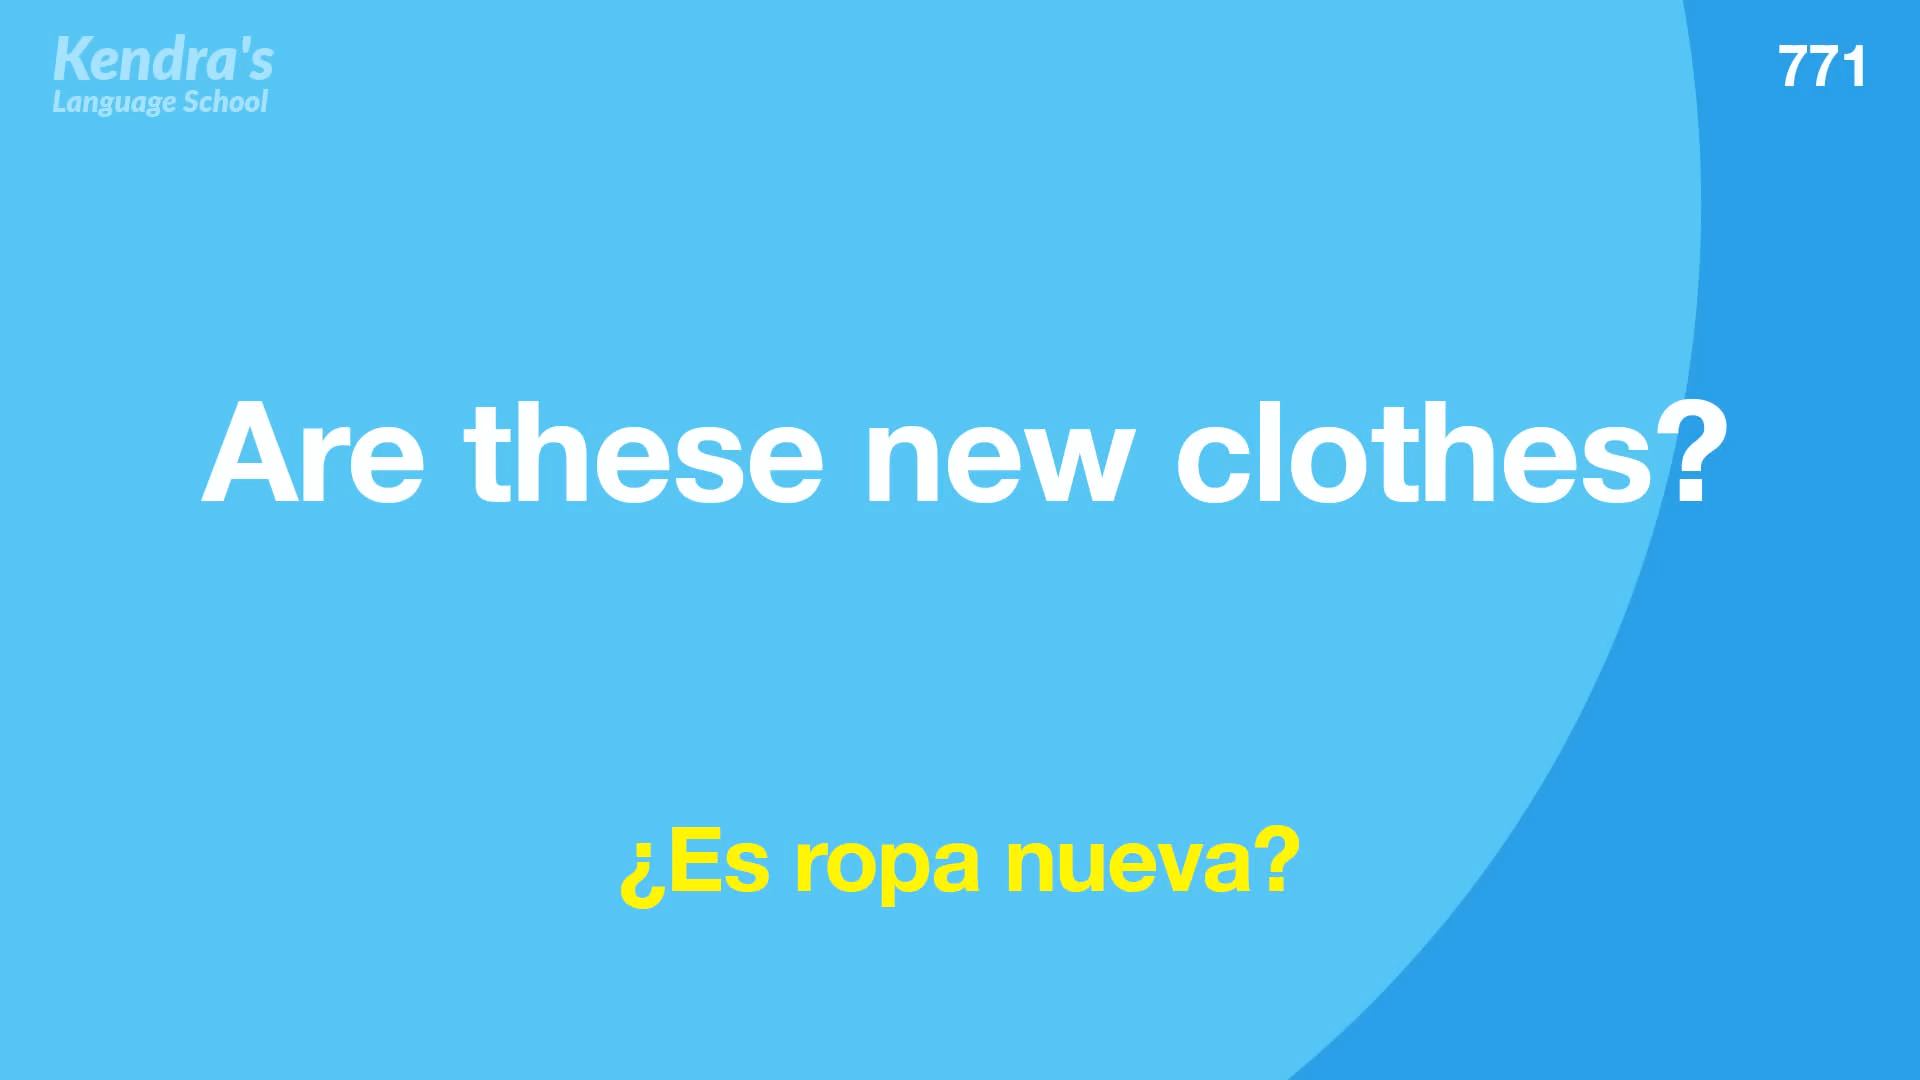 Kendra's
Language School
771
Are these new clothes?
¿Es ropa nueva?